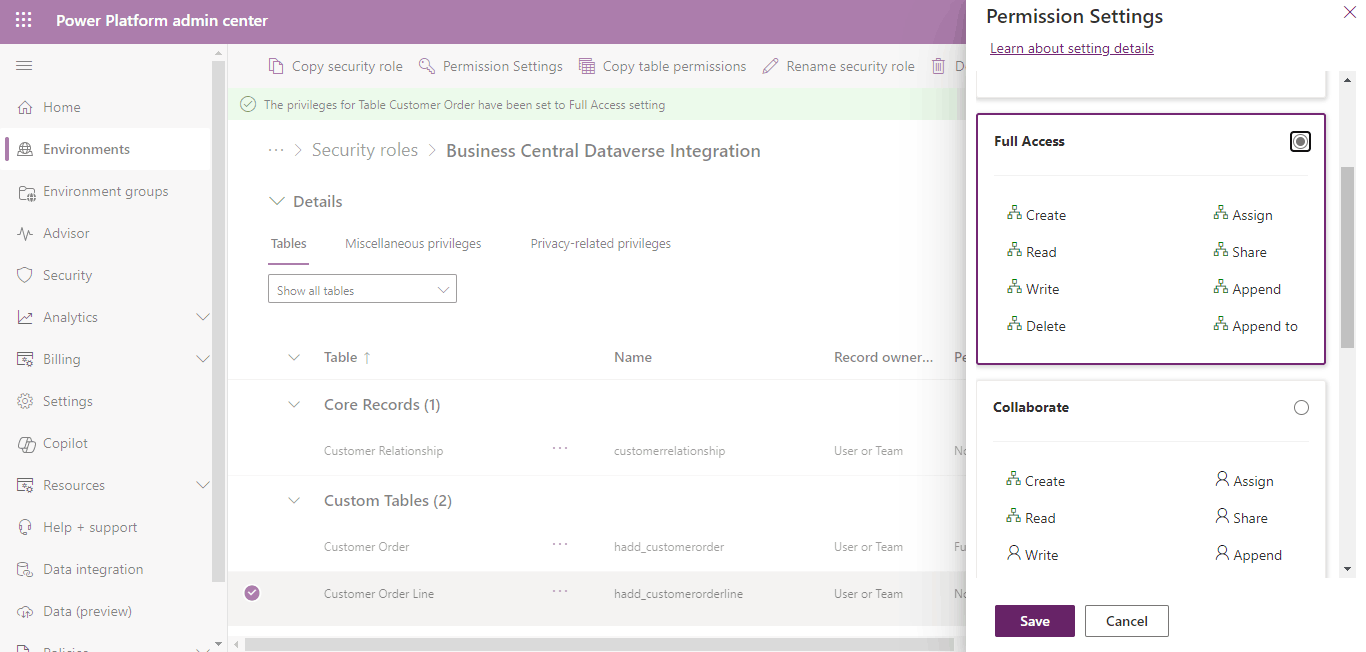 Power Platform admin center
Home
Environments
Environment groups
Advisor
Security
Analytics
Billing
Settings
Copilot
Resources
Help + support
Data integration
Data (preview)
Policies
Copy security role
Permission Settings
Copy table permissions
Rename security role
D
The privileges for Table Customer Order have been set to Full Access setting
··· > Security roles > Business Central Dataverse Integration
Details
Tables Miscellaneous privileges Privacy-related privileges
Show all tables
Table ↑ Name Record owner... Pe
Core Records (1)
Customer Relationship ··· customerrelationship User or Team No
Custom Tables (2)
Customer Order ··· hadd_customerorder User or Team Fu
Customer Order Line ··· hadd_customerorderline User or Team No
Permission Settings
Learn about setting details
Full Access
Create Assign
Read Share
Write Append
Delete Append to
Collaborate
Create Assign
Read Share
Write Append
Save Cancel